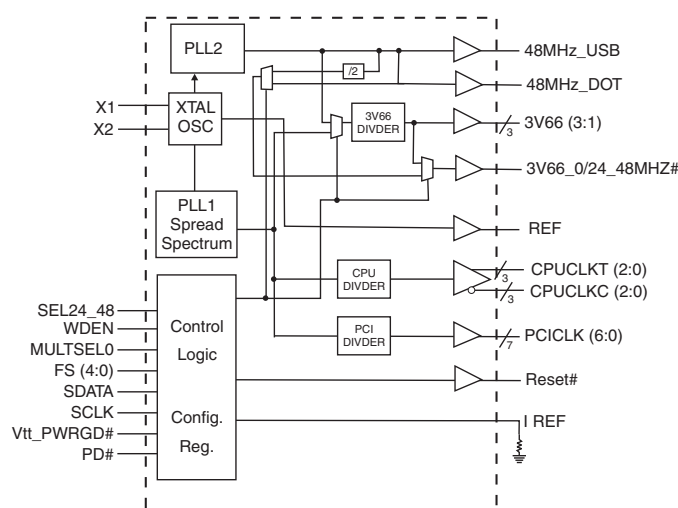 PLL2
/2
48MHz_USB
48MHz_DOT
X1
X2
XTAL
OSC
3V66
DIVDER
3
3V66 (3:1)
3V66_0/24_48MHZ#
PLL1
Spread
Spectrum
REF
CPU
DIVDER
3
CPUCLKT (2:0)
3
CPUCLKC (2:0)
PCI
DIVDER
7
PCICLK (6:0)
SEL24_48
WDEN
MULTSEL0
FS (4:0)
SDATA
SCLK
Vtt_PWRGD#
PD#
Control
Logic
Config.
Reg.
Reset#
I REF